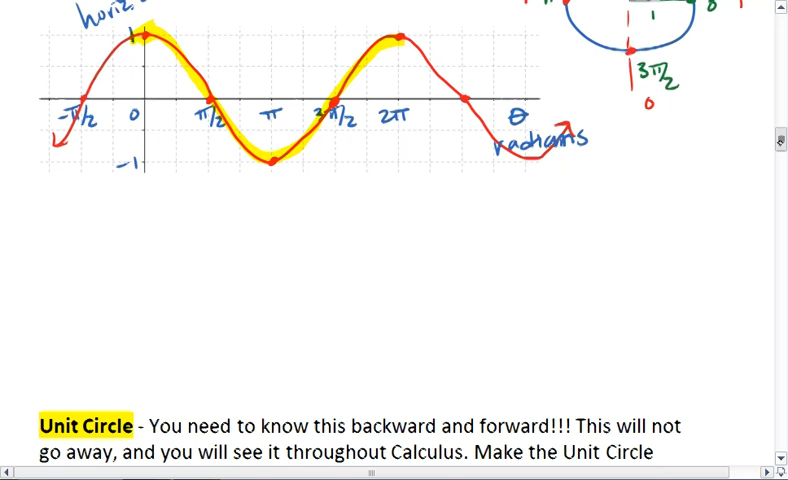 horiz
1
-π/2 0 π/2 π 3π/2 2π θ
radians
-1
1
3π/2
0
Unit Circle - You need to know this backward and forward!!! This will not
go away, and you will see it throughout Calculus. Make the Unit Circle